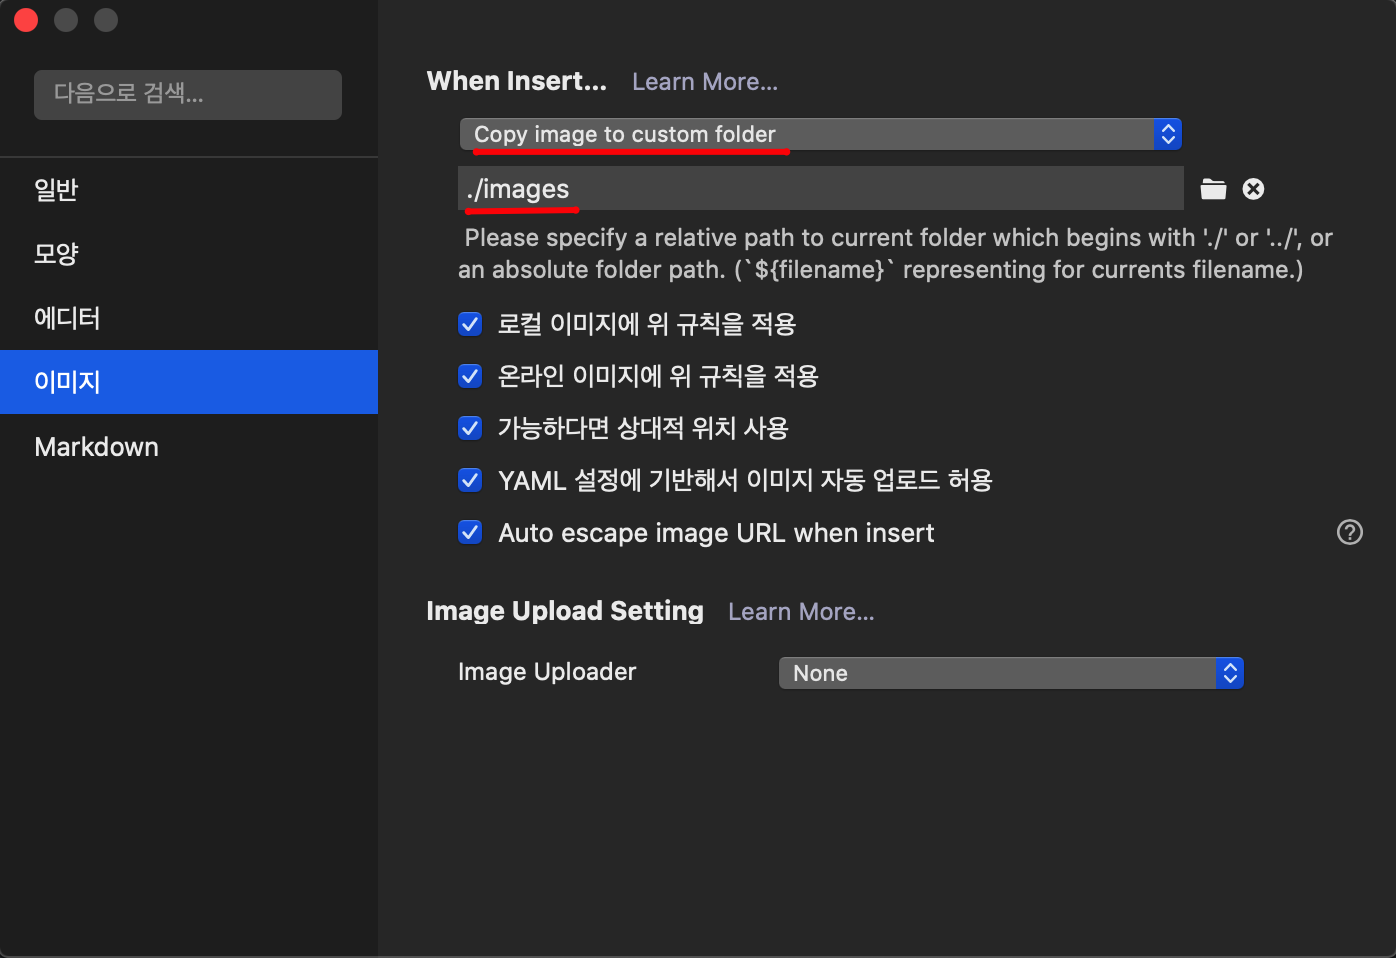 다음으로 검색...
일반
모양
에디터
이미지
Markdown
When Insert... Learn More...
Copy image to custom folder
./images
Please specify a relative path to current folder which begins with './' or '../', or
an absolute folder path. (`${filename}` representing for currents filename.)
로컬 이미지에 위 규칙을 적용
온라인 이미지에 위 규칙을 적용
가능하다면 상대적 위치 사용
YAML 설정에 기반해서 이미지 자동 업로드 허용
Auto escape image URL when insert
Image Upload Setting Learn More...
Image Uploader None